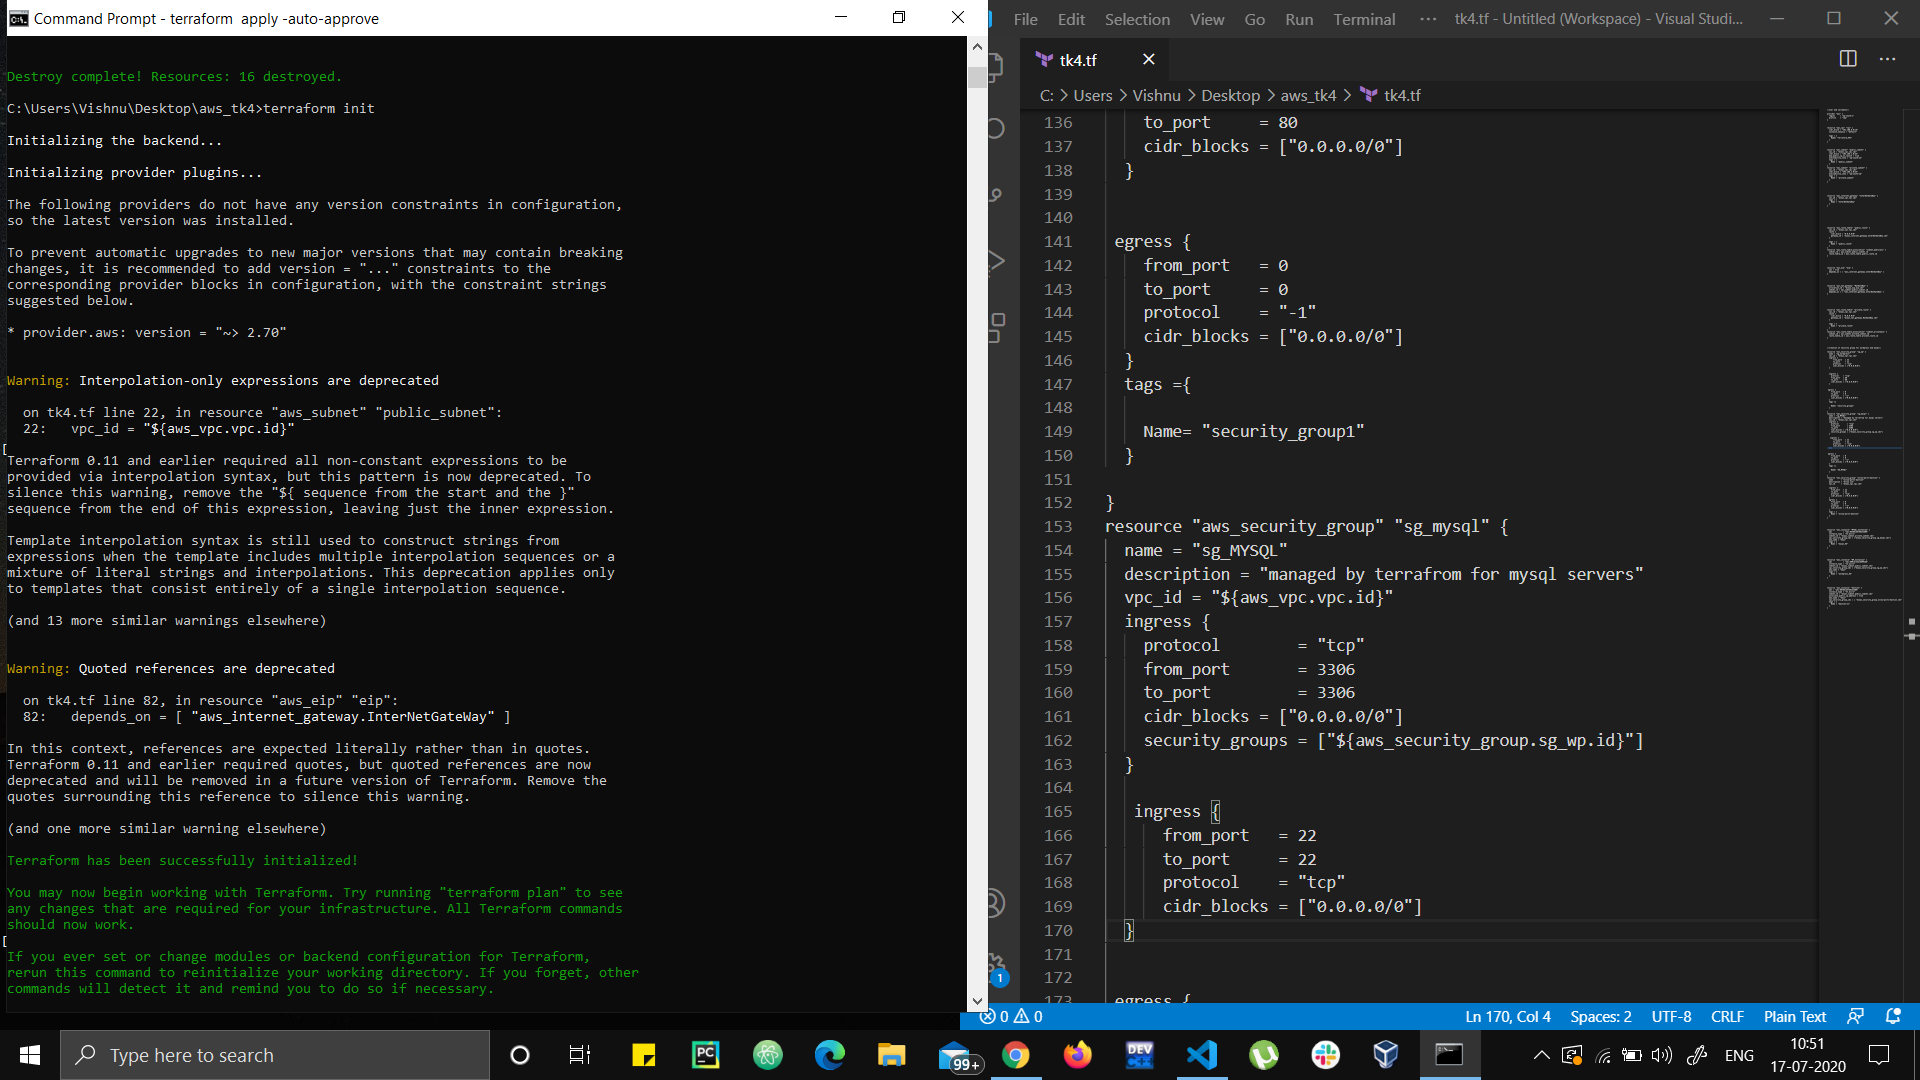 Command Prompt - terraform  apply -auto-approve
Destroy complete! Resources: 16 destroyed.
C:\Users\Vishnu\Desktop\aws_tk4>terraform init
Initializing the backend...
Initializing provider plugins...
The following providers do not have any version constraints in configuration,
so the latest version was installed.
To prevent automatic upgrades to new major versions that may contain breaking
changes, it is recommended to add version = "..." constraints to the
corresponding provider blocks in configuration, with the constraint strings
suggested below.
* provider.aws: version = "~> 2.70"
Warning: Interpolation-only expressions are deprecated
  on tk4.tf line 22, in resource "aws_subnet" "public_subnet":
  22:   vpc_id = "${aws_vpc.vpc.id}"
Terraform 0.11 and earlier required all non-constant expressions to be
provided via interpolation syntax, but this pattern is now deprecated. To
silence this warning, remove the "${ sequence from the start and the }"
sequence from the end of this expression, leaving just the inner expression.
Template interpolation syntax is still used to construct strings from
expressions when the template includes multiple interpolation sequences or a
mixture of literal strings and interpolations. This deprecation applies only
to templates that consist entirely of a single interpolation sequence.
(and 13 more similar warnings elsewhere)
Warning: Quoted references are deprecated
  on tk4.tf line 82, in resource "aws_eip" "eip":
  82:   depends_on = [ "aws_internet_gateway.InterNetGateWay" ]
In this context, references are expected literally rather than in quotes.
Terraform 0.11 and earlier required quotes, but quoted references are now
deprecated and will be removed in a future version of Terraform. Remove the
quotes surrounding this reference to silence this warning.
(and one more similar warning elsewhere)
Terraform has been successfully initialized!
You may now begin working with Terraform. Try running "terraform plan" to see
any changes that are required for your infrastructure. All Terraform commands
should now work.
If you ever set or change modules or backend configuration for Terraform,
rerun this command to reinitialize your working directory. If you forget, other
commands will detect it and remind you to do so if necessary.
File Edit Selection View Go Run Terminal ··· tk4.tf - Untitled (Workspace) - Visual Studi...
tk4.tf
C: > Users > Vishnu > Desktop > aws_tk4 > tk4.tf
136 to_port     = 80
137 cidr_blocks = ["0.0.0.0/0"]
138 }
139
140
141 egress {
142 from_port   = 0
143 to_port     = 0
144 protocol    = "-1"
145 cidr_blocks = ["0.0.0.0/0"]
146 }
147 tags ={
148
149 Name= "security_group1"
150 }
151
152 }
153 resource "aws_security_group" "sg_mysql" {
154 name = "sg_MYSQL"
155 description = "managed by terrafrom for mysql servers"
156 vpc_id = "${aws_vpc.vpc.id}"
157 ingress {
158 protocol        = "tcp"
159 from_port       = 3306
160 to_port         = 3306
161 cidr_blocks = ["0.0.0.0/0"]
162 security_groups = ["${aws_security_group.sg_wp.id}"]
163 }
164
165 ingress {
166 from_port   = 22
167 to_port     = 22
168 protocol    = "tcp"
169 cidr_blocks = ["0.0.0.0/0"]
170 }
171
172
173 egress {
1
0 0 Ln 170, Col 4 Spaces: 2 UTF-8 CRLF Plain Text
Type here to search
PC
99+
DEV
ENG
10:51
17-07-2020